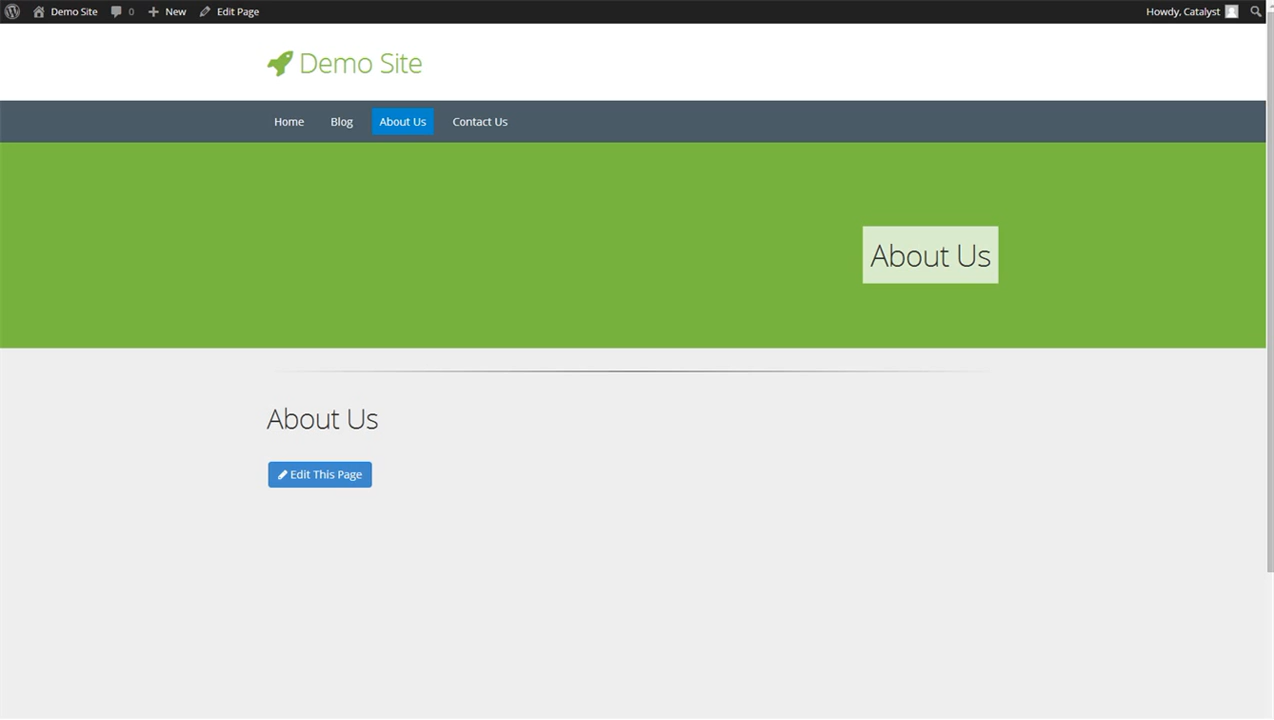 Demo Site 0 New Edit Page Howdy, Catalyst
Demo Site
Home Blog About Us Contact Us
About Us
About Us
Edit This Page